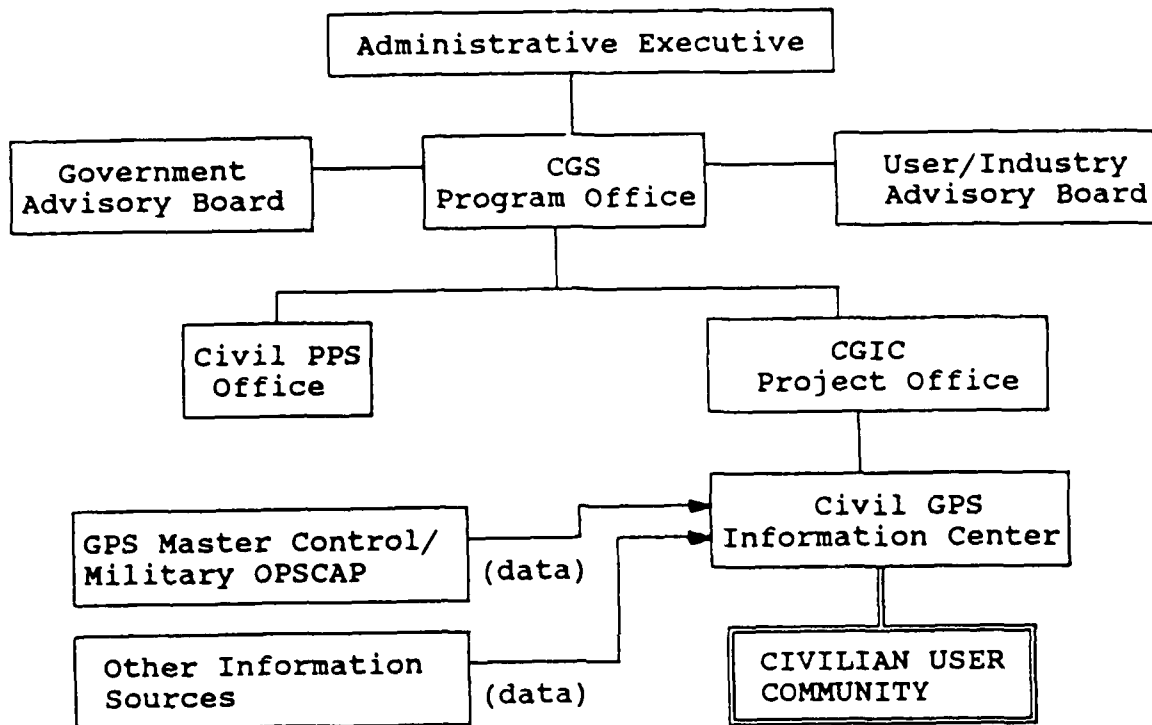 Administrative Executive
Government
Advisory Board
CGS
Program Office
User/Industry
Advisory Board
Civil PPS
Office
CGIC
Project Office
GPS Master Control/
Military OPSCAP
(data)
Civil GPS
Information Center
Other Information
Sources
(data)
CIVILIAN USER
COMMUNITY